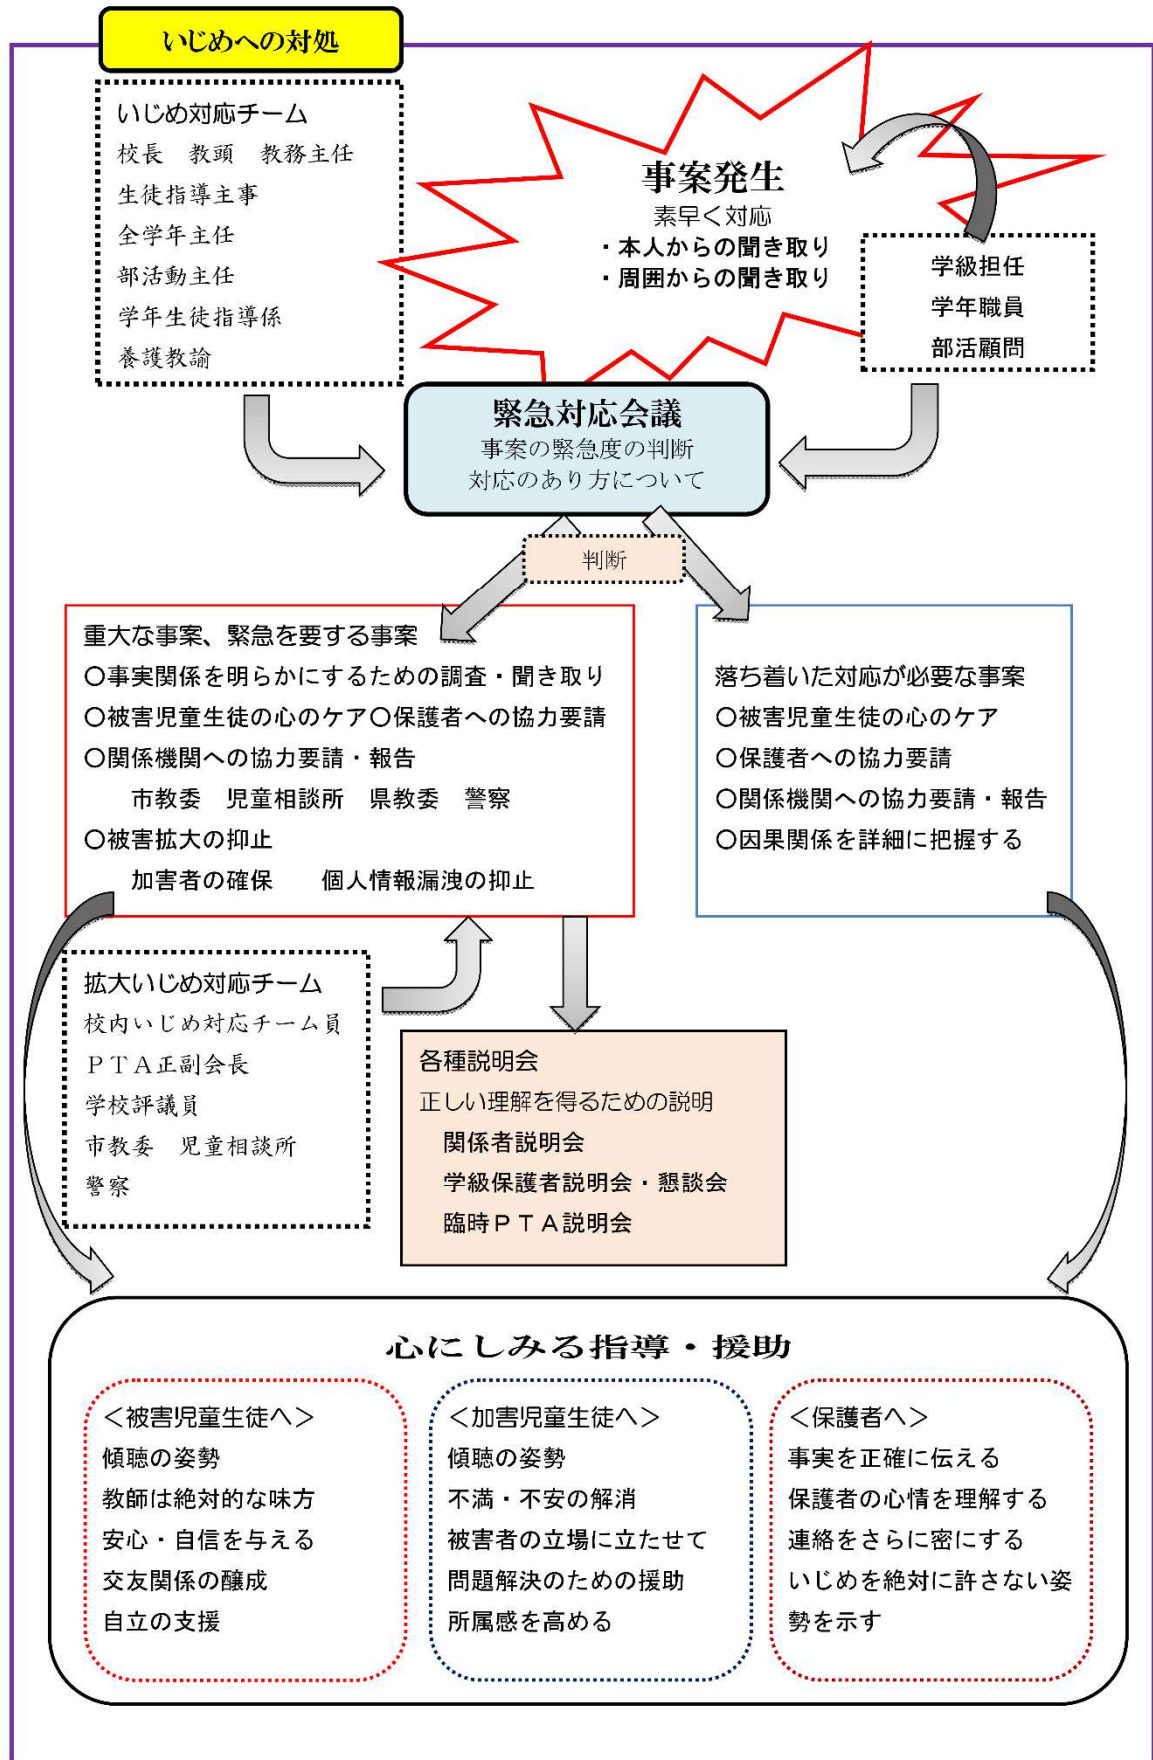 いじめへの対処
いじめ対応チーム
校長　教頭　教務主任
生徒指導主事
全学年主任
部活動主任
学年生徒指導係
養護教諭
事案発生
素早く対応
・本人からの聞き取り
・周囲からの聞き取り
学級担任
学年職員
部活顧問
緊急対応会議
事案の緊急度の判断
対応のあり方について
判断
重大な事案、緊急を要する事案
〇事実関係を明らかにするための調査・聞き取り
〇被害児童生徒の心のケア〇保護者への協力要請
〇関係機関への協力要請・報告
市教委　児童相談所　県教委　警察
〇被害拡大の抑止
加害者の確保　　個人情報漏洩の抑止
落ち着いた対応が必要な事案
〇被害児童生徒の心のケア
〇保護者への協力要請
〇関係機関への協力要請・報告
〇因果関係を詳細に把握する
拡大いじめ対応チーム
校内いじめ対応チーム員
ＰＴＡ正副会長
学校評議員
市教委　児童相談所
警察
各種説明会
正しい理解を得るための説明
関係者説明会
学級保護者説明会・懇談会
臨時ＰＴＡ説明会
心にしみる指導・援助
＜被害児童生徒へ＞
傾聴の姿勢
教師は絶対的な味方
安心・自信を与える
交友関係の醸成
自立の支援
＜加害児童生徒へ＞
傾聴の姿勢
不満・不安の解消
被害者の立場に立たせて
問題解決のための援助
所属感を高める
＜保護者へ＞
事実を正確に伝える
保護者の心情を理解する
連絡をさらに密にする
いじめを絶対に許さない姿
勢を示す